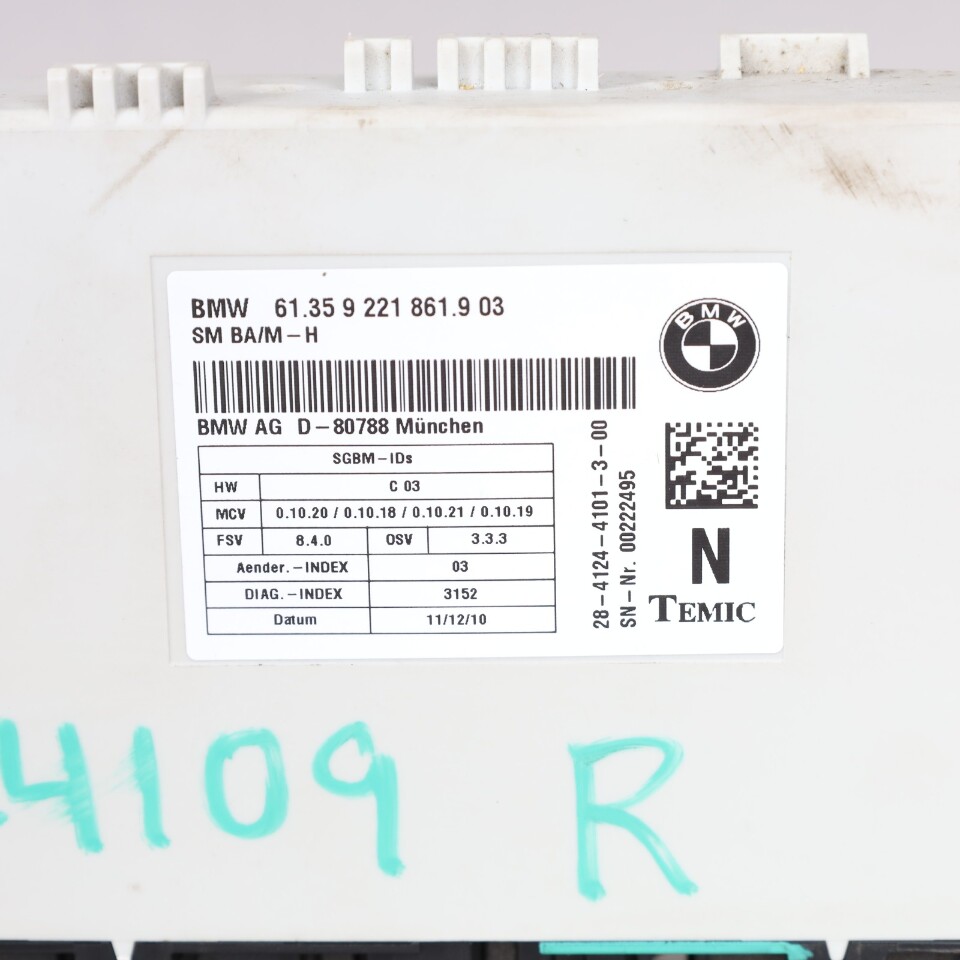 BMW 61.35 9 221 861.9 03
SM BA/M-H
BMW
BMW AG D-80788 München
SGBM-IDs
HW C 03
MCV 0.10.20 / 0.10.18 / 0.10.21 / 0.10.19
FSV 8.4.0 OSV 3.3.3
Aender.-INDEX 03
DIAG.-INDEX 3152
Datum 11/12/10
28-4124-4101-3-00
SN-Nr. 00222495
N
TEMIC
4109 R